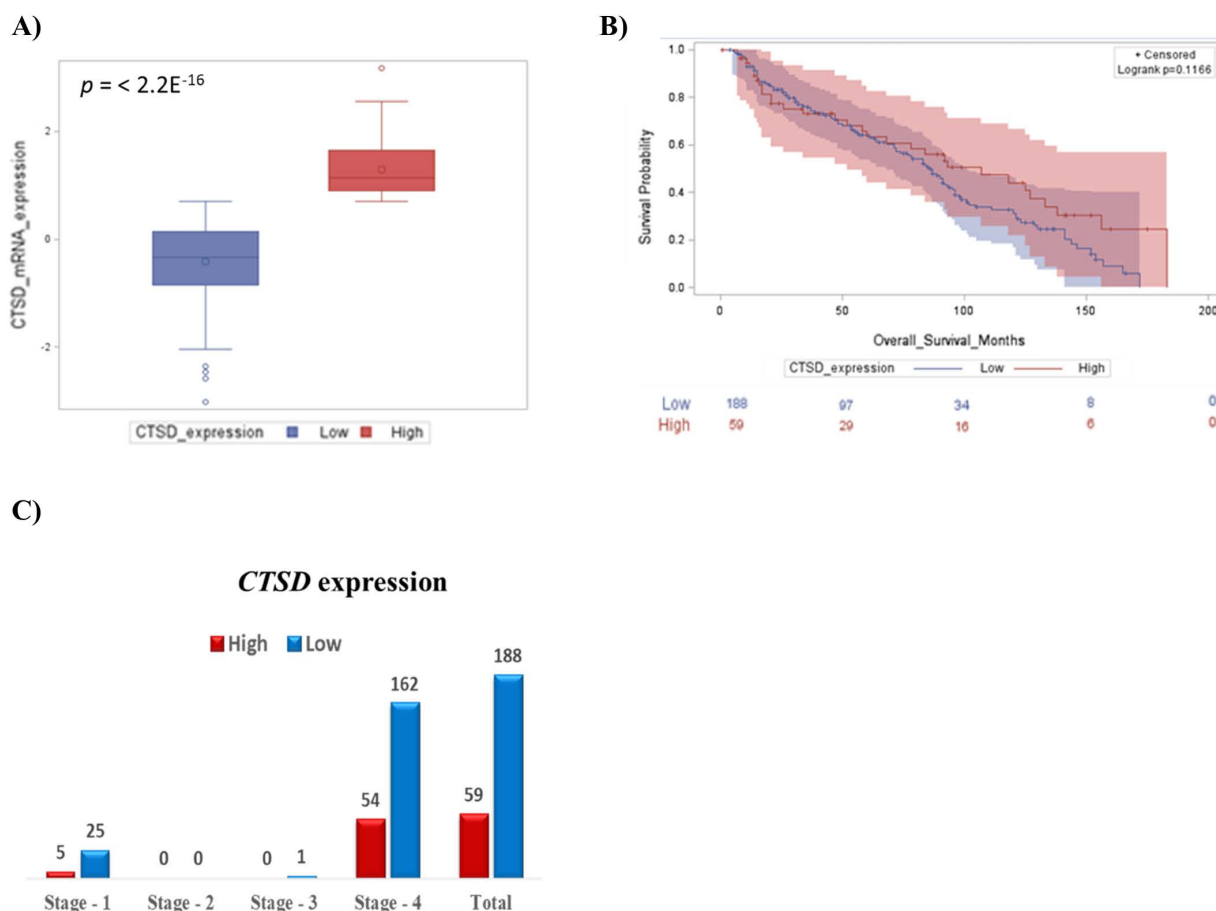 A)
p = < 2.2E-16
CTSD_mRNA_expression
2
0
-2
CTSD_expression Low High
B)
Survival Probability
1.0
0.8
0.6
0.4
0.2
0.0
+ Censored
Logrank p=0.1166
0 50 100 150 200
Overall_Survival_Months
CTSD_expression Low High
Low 188 97 34 8 0
High 59 29 16 6 0
C)
CTSD expression
High Low
5 25 0 0 0 1 54 162 59 188
Stage - 1 Stage - 2 Stage - 3 Stage - 4 Total